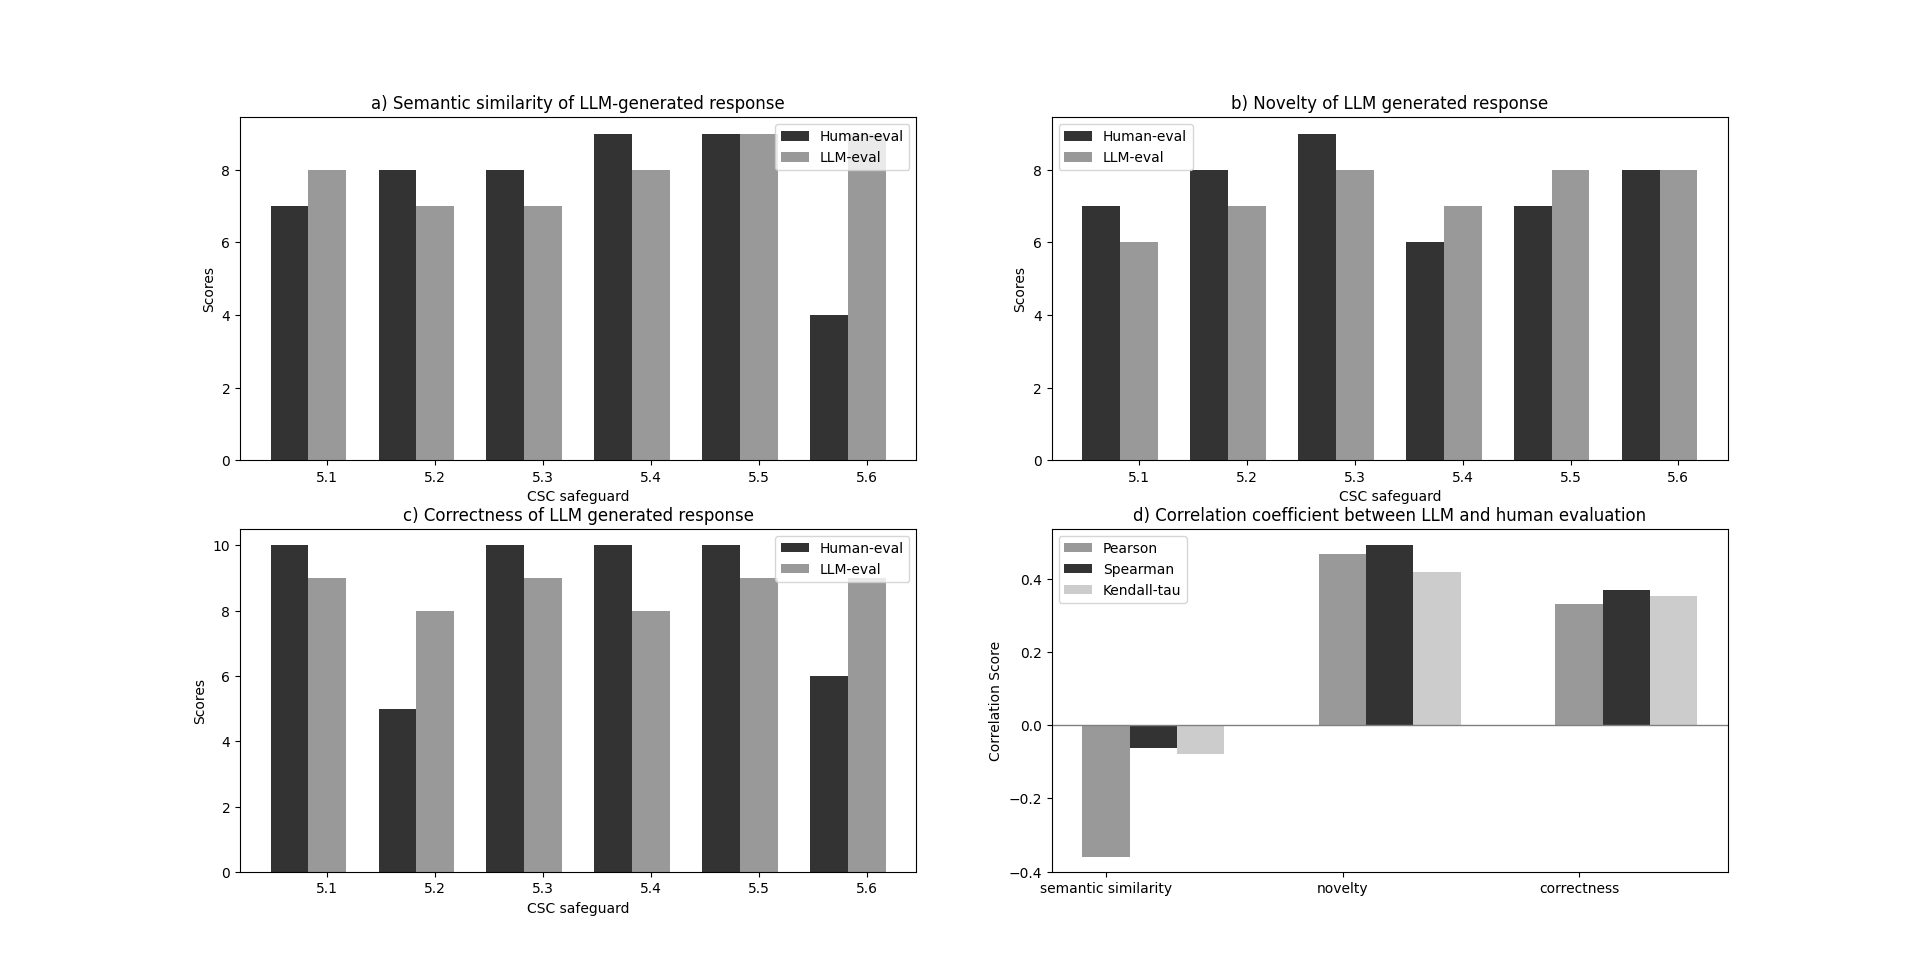 a) Semantic similarity of LLM-generated response
Human-eval
LLM-eval
8
6
4
2
0
Scores
5.1 5.2 5.3 5.4 5.5 5.6
CSC safeguard
b) Novelty of LLM generated response
Human-eval
LLM-eval
8
6
4
2
0
Scores
5.1 5.2 5.3 5.4 5.5 5.6
CSC safeguard
c) Correctness of LLM generated response
Human-eval
LLM-eval
10
8
6
4
2
0
Scores
5.1 5.2 5.3 5.4 5.5 5.6
CSC safeguard
d) Correlation coefficient between LLM and human evaluation
Pearson
Spearman
Kendall-tau
0.4
0.2
0.0
−0.2
−0.4
Correlation Score
semantic similarity novelty correctness